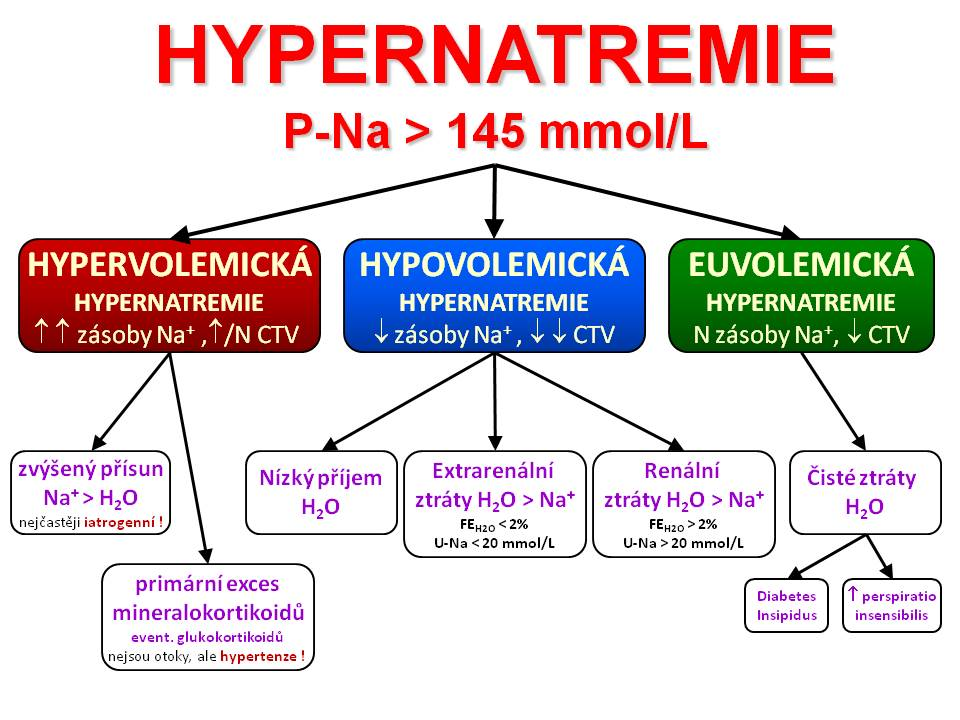 HYPERNATREMIE
P-Na > 145 mmol/L
HYPERVOLEMICKÁ
HYPERNATREMIE
↑ ↑ zásoby Na⁺ ,↑/N CTV
HYPOVOLEMICKÁ
HYPERNATREMIE
↓ zásoby Na⁺ , ↓ ↓ CTV
EUVOLEMICKÁ
HYPERNATREMIE
N zásoby Na⁺, ↓ CTV
zvýšený přísun
Na⁺ > H₂O
nejčastěji iatrogenní !
primární exces
mineralokortikoidů
event. glukokortikoidů
nejsou otoky, ale hypertenze !
Nízký příjem
H₂O
Extrarenální
ztráty H₂O > Na⁺
FE_H2O < 2%
U-Na < 20 mmol/L
Renální
ztráty H₂O > Na⁺
FE_H2O > 2%
U-Na > 20 mmol/L
Čisté ztráty
H₂O
Diabetes
Insipidus
↑ perspiratio
insensibilis